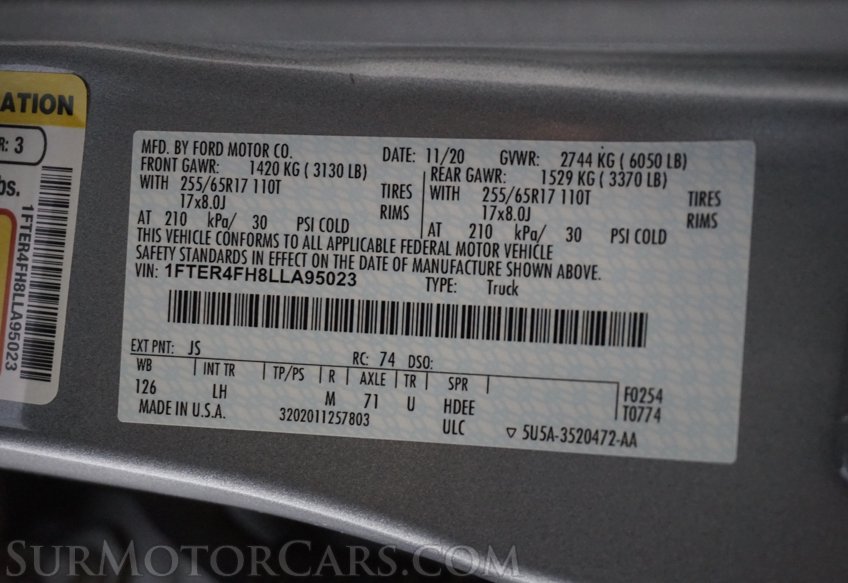 ATION
R: 3
bs.
1FTER4FH8LLA95023
MFD. BY FORD MOTOR CO. DATE: 11/20 GVWR: 2744 KG ( 6050 LB)
FRONT GAWR: 1420 KG ( 3130 LB) REAR GAWR: 1529 KG ( 3370 LB)
WITH 255/65R17 110T TIRES WITH 255/65R17 110T TIRES
17x8.0J RIMS 17x8.0J RIMS
AT 210 kPa/ 30 PSI COLD AT 210 kPa/ 30 PSI COLD
THIS VEHICLE CONFORMS TO ALL APPLICABLE FEDERAL MOTOR VEHICLE
SAFETY STANDARDS IN EFFECT ON THE DATE OF MANUFACTURE SHOWN ABOVE.
VIN: 1FTER4FH8LLA95023 TYPE: Truck
EXT PNT: JS RC: 74 DSO:
WB INT TR TP/PS R AXLE TR SPR F0254
126 LH M 71 U HDEE T0774
MADE IN U.S.A. 3202011257803 ULC ▽ 5U5A-3520472-AA
SurMotorCars.com